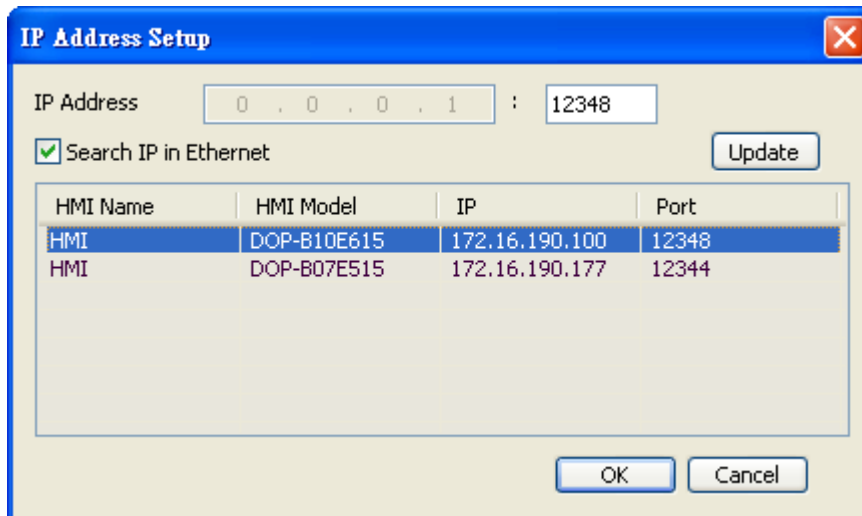 IP Address Setup
IP Address 0 . 0 . 0 . 1 : 12348
Search IP in Ethernet Update
HMI Name HMI Model IP Port
HMI DOP-B10E615 172.16.190.100 12348
HMI DOP-B07E515 172.16.190.177 12344
OK Cancel